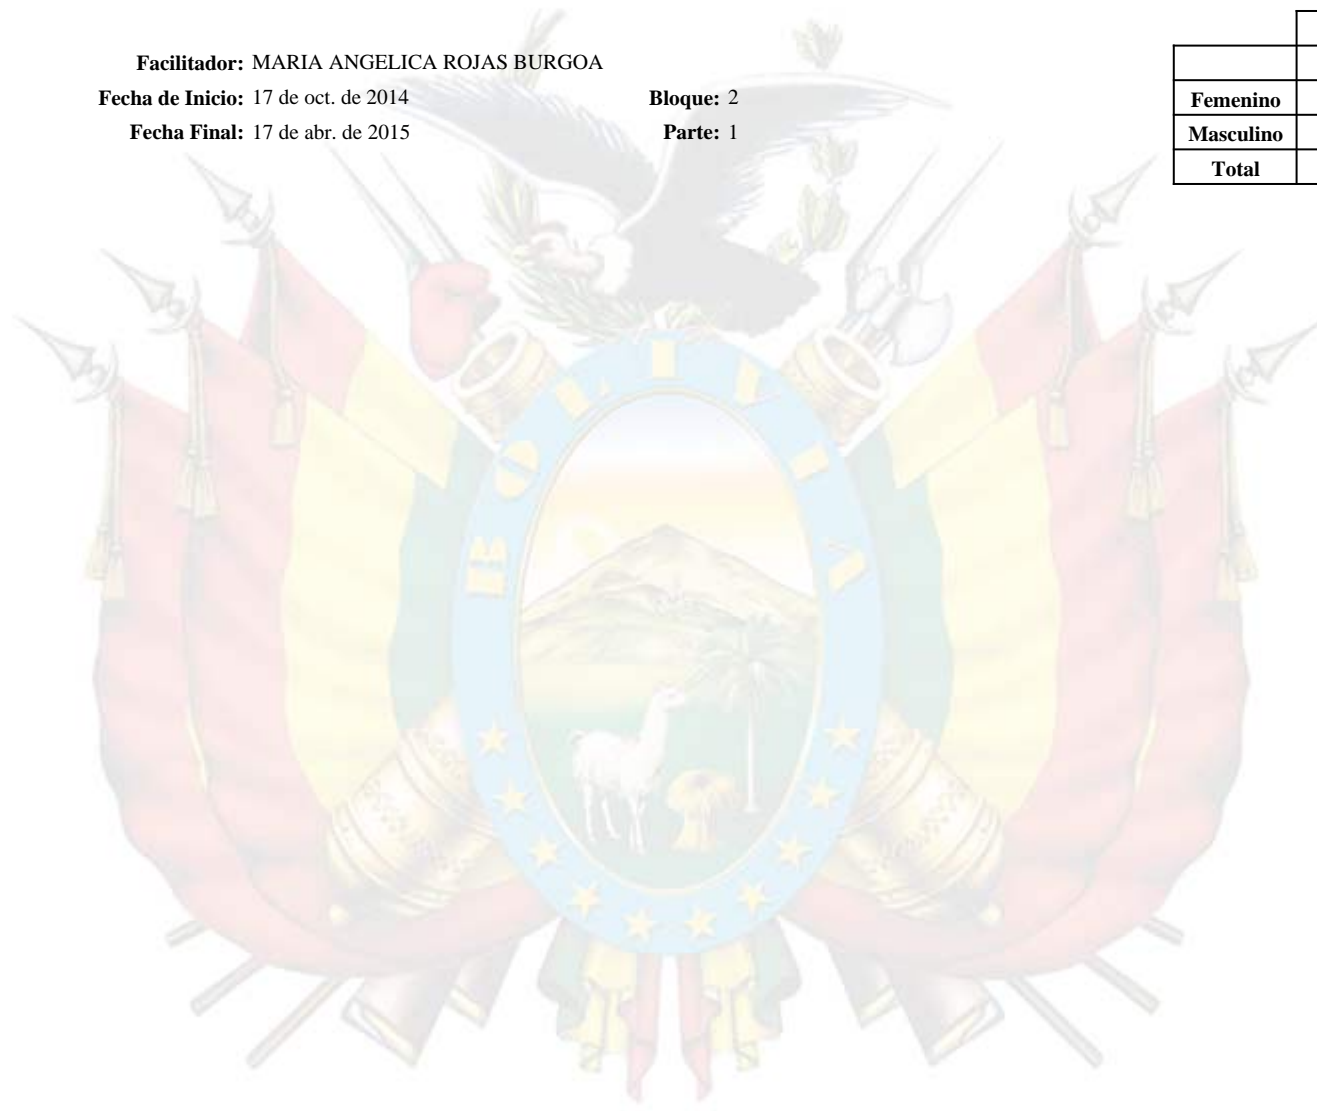 Facilitador: MARIA ANGELICA ROJAS BURGOA
Fecha de Inicio: 17 de oct. de 2014 Bloque: 2
Fecha Final: 17 de abr. de 2015 Parte: 1
Femenino
Masculino
Total
BOLIVIA